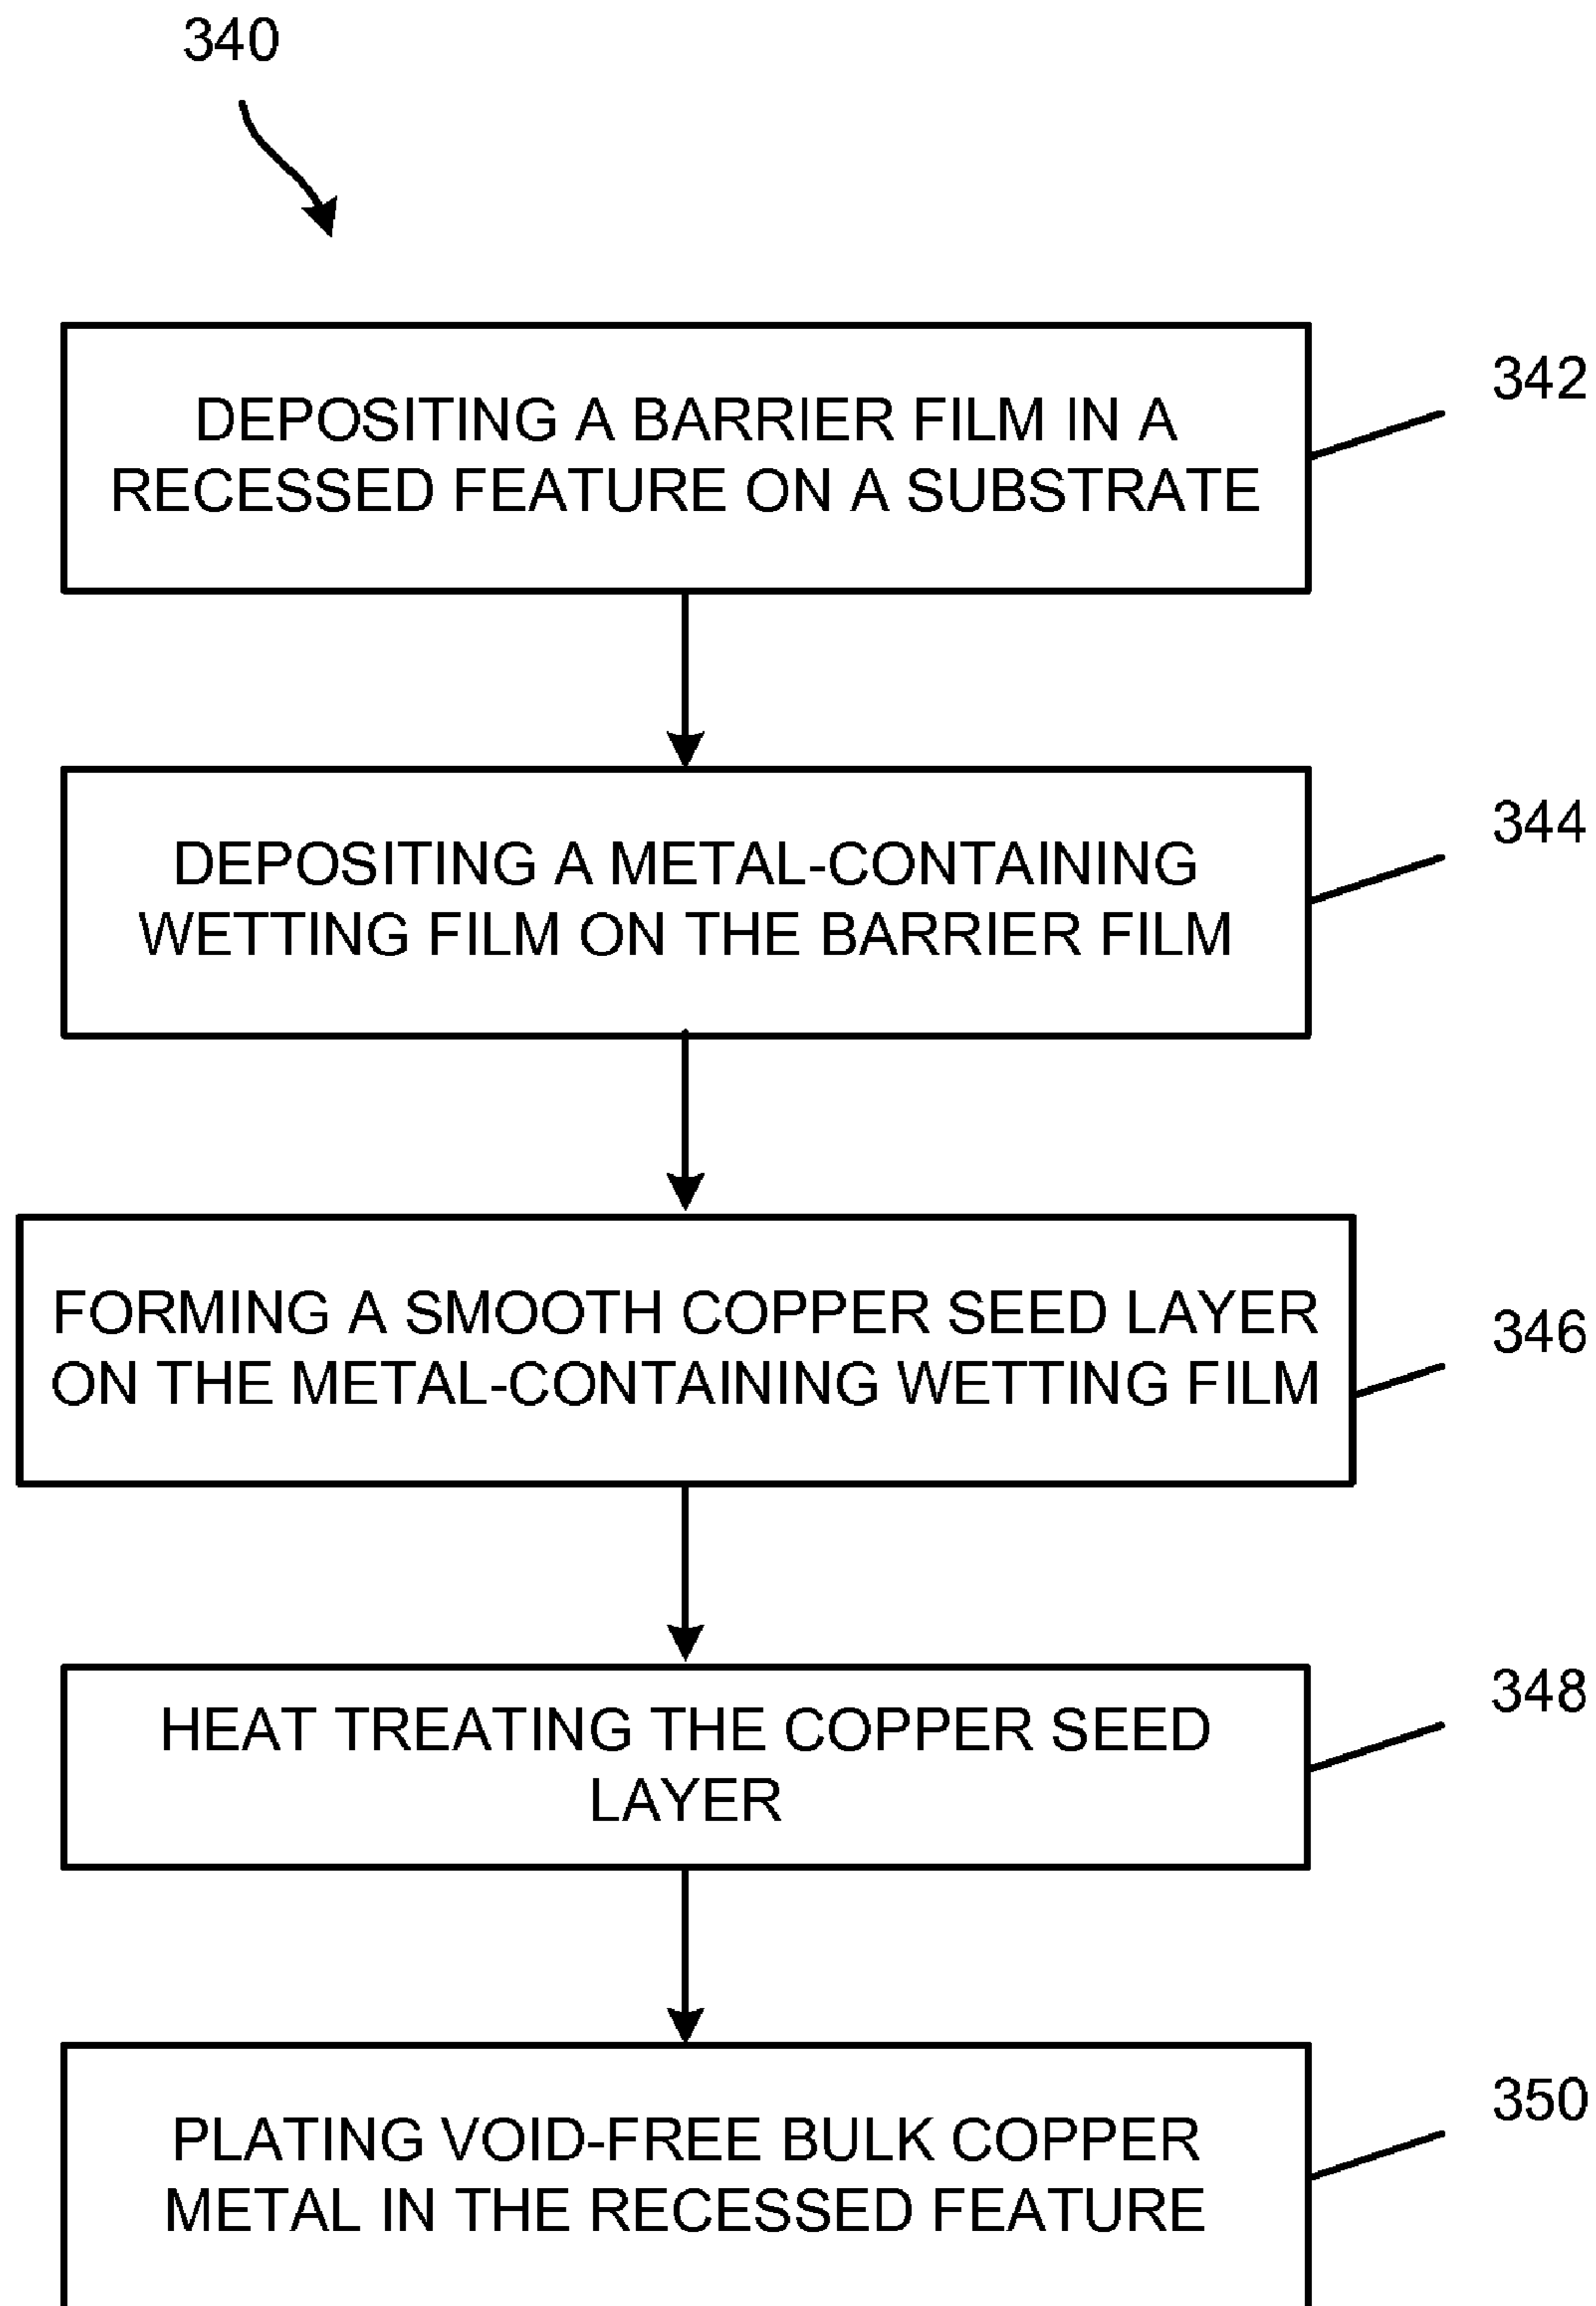 340
DEPOSITING A BARRIER FILM IN A
RECESSED FEATURE ON A SUBSTRATE
342
DEPOSITING A METAL-CONTAINING
WETTING FILM ON THE BARRIER FILM
344
FORMING A SMOOTH COPPER SEED LAYER
ON THE METAL-CONTAINING WETTING FILM
346
HEAT TREATING THE COPPER SEED
LAYER
348
PLATING VOID-FREE BULK COPPER
METAL IN THE RECESSED FEATURE
350